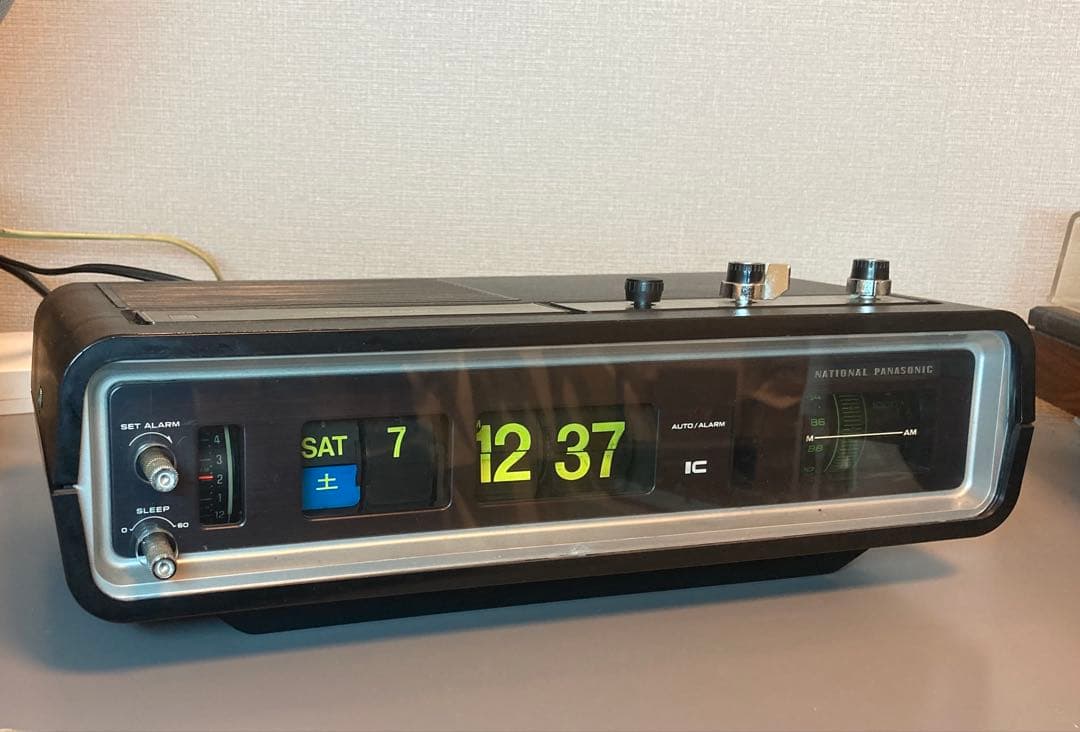 NATIONAL PANASONIC
SET ALARM
4
3
2
1
12
SAT
土
7
12 37
AUTO/ALARM
IC
86
88
AM
SLEEP
0 60